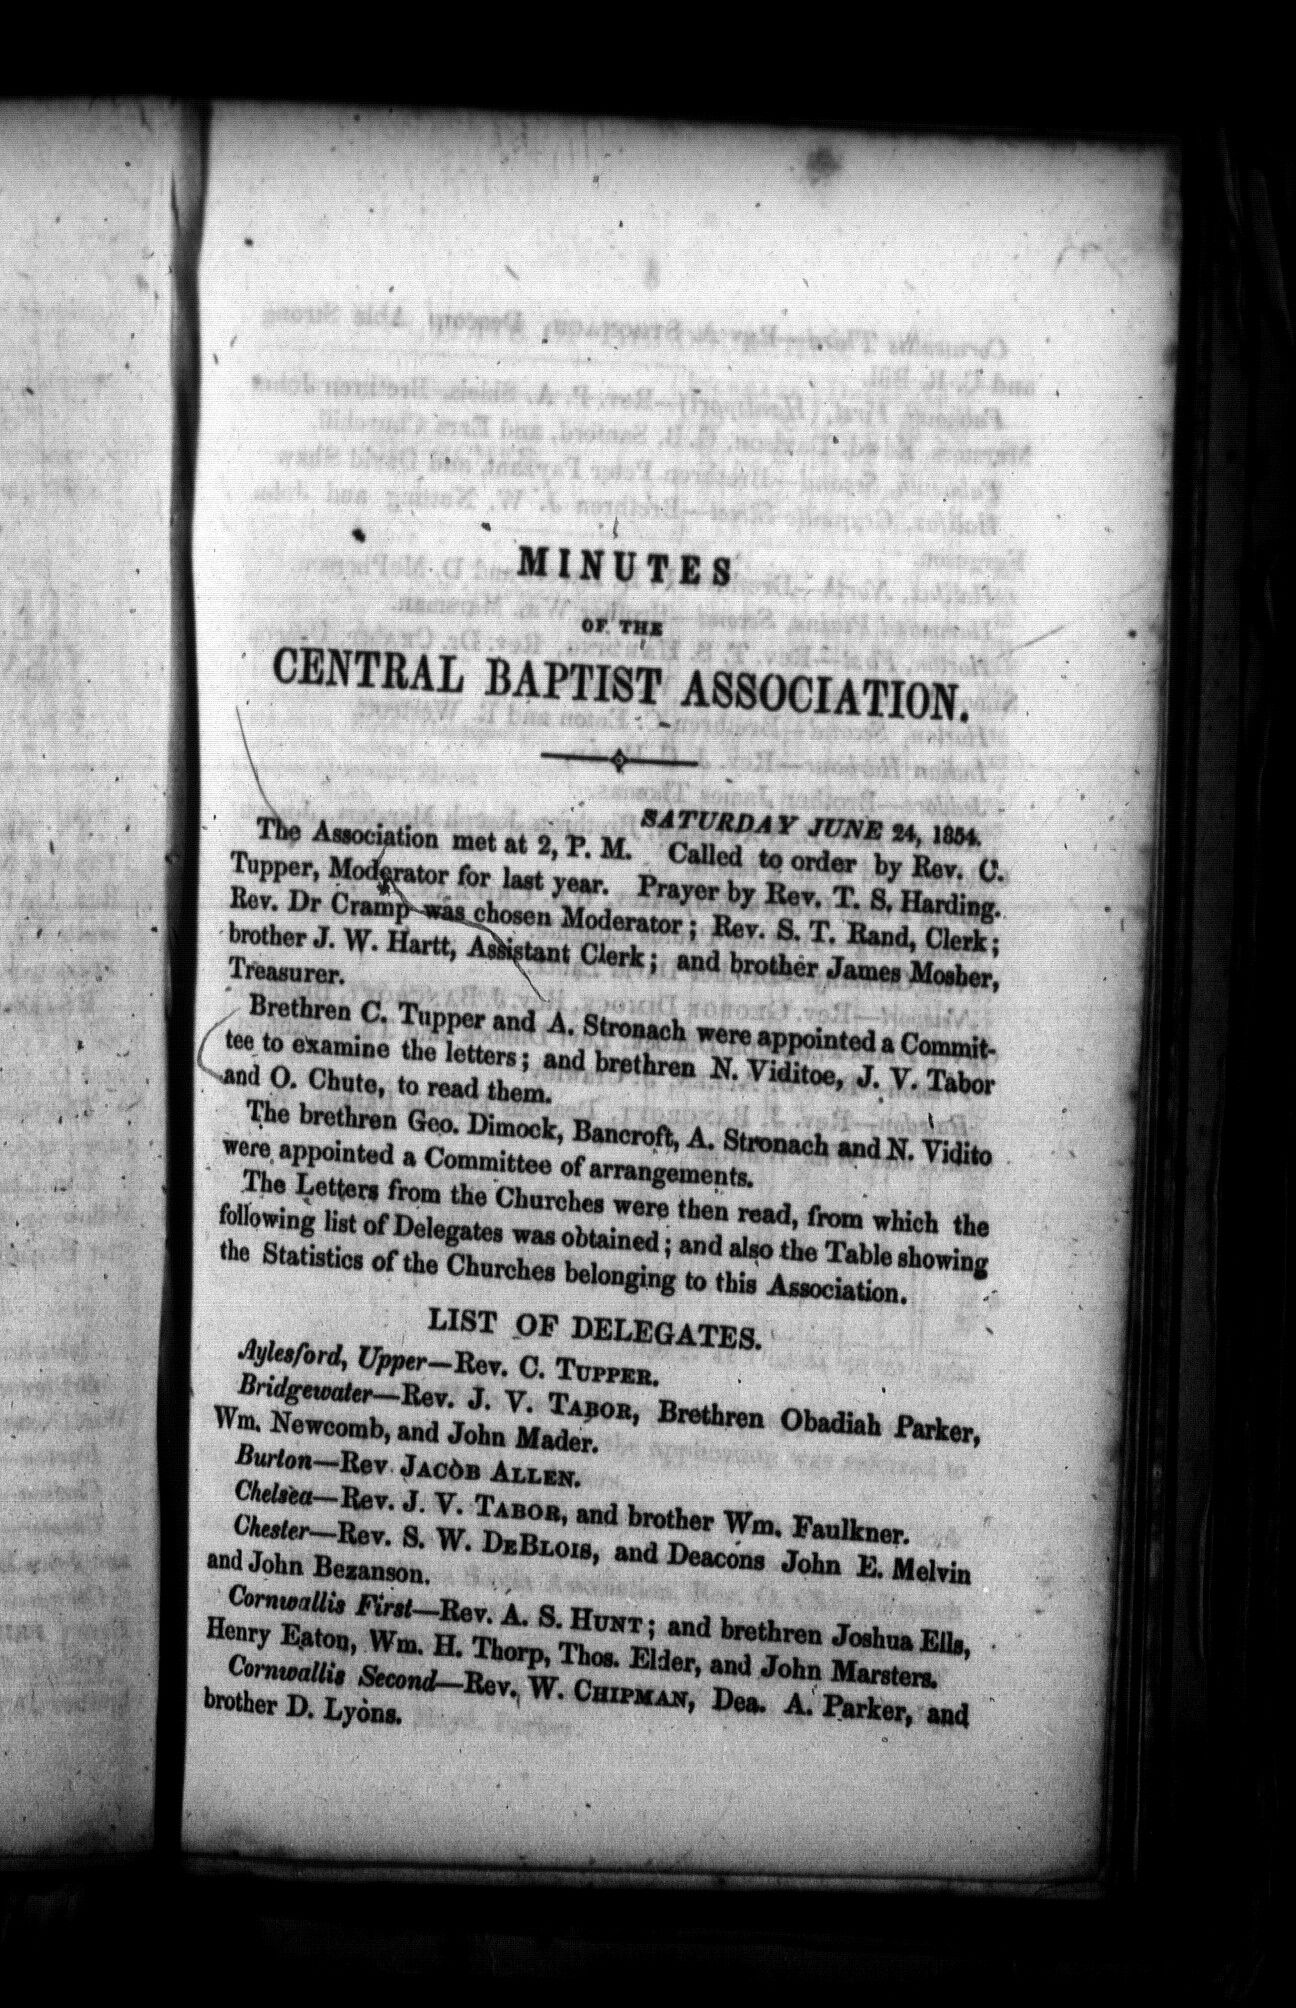 MINUTES
OF THE
CENTRAL BAPTIST ASSOCIATION.
SATURDAY JUNE 24, 1854.
The Association met at 2, P. M. Called to order by Rev. C.
Tupper, Moderator for last year. Prayer by Rev. T. S. Harding.
Rev. Dr Cramp was chosen Moderator; Rev. S. T. Rand, Clerk;
brother J. W. Hartt, Assistant Clerk; and brother James Mosher,
Treasurer.
Brethren C. Tupper and A. Stronach were appointed a Commit-
tee to examine the letters; and brethren N. Viditoe, J. V. Tabor
and O. Chute, to read them.
The brethren Geo. Dimock, Bancroft, A. Stronach and N. Vidito
were appointed a Committee of arrangements.
The Letters from the Churches were then read, from which the
following list of Delegates was obtained; and also the Table showing
the Statistics of the Churches belonging to this Association.
LIST OF DELEGATES.
Aylesford, Upper—Rev. C. TUPPER.
Bridgewater—Rev. J. V. TABOR, Brethren Obadiah Parker,
Wm. Newcomb, and John Mader.
Burton—Rev JACOB ALLEN.
Chelsea—Rev. J. V. TABOR, and brother Wm. Faulkner.
Chester—Rev. S. W. DEBLOIS, and Deacons John E. Melvin
and John Bezanson.
Cornwallis First—Rev. A. S. HUNT; and brethren Joshua Ells,
Henry Eaton, Wm. H. Thorp, Thos. Elder, and John Marsters.
Cornwallis Second—Rev. W. CHIPMAN, Dea. A. Parker, and
brother D. Lyons.